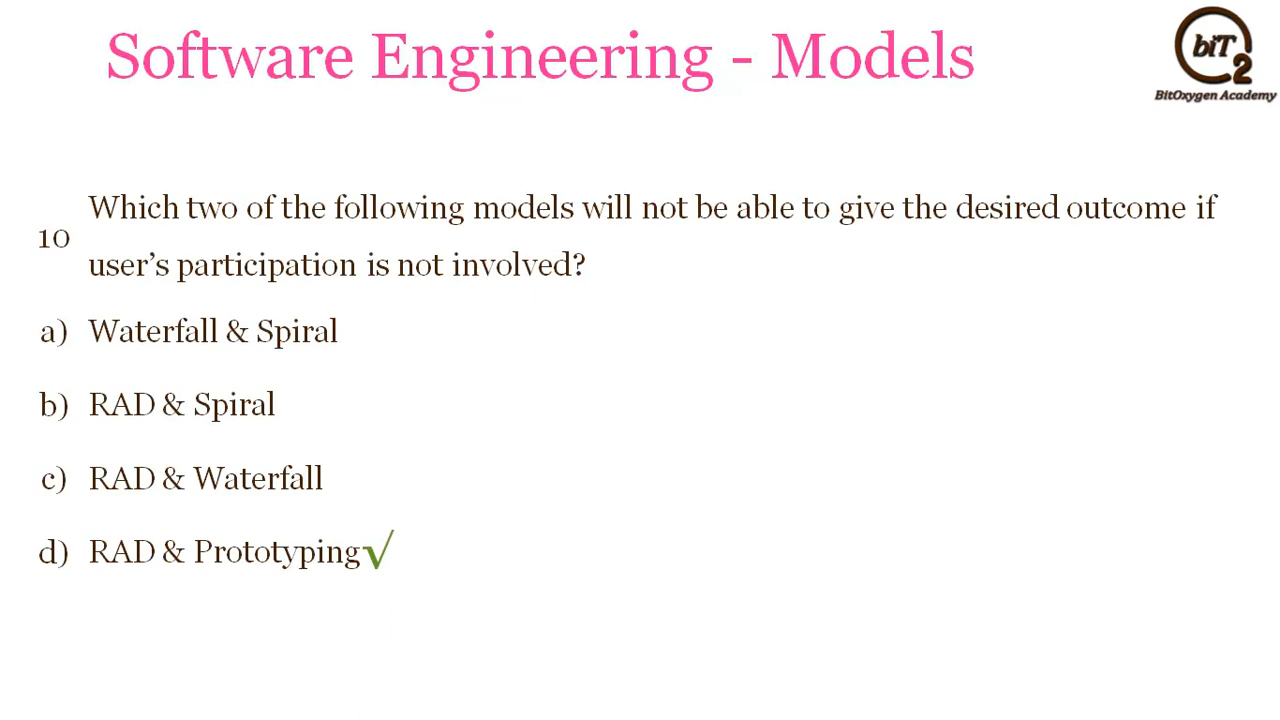 Software Engineering - Models
biT
2
BitOxygen Academy
Which two of the following models will not be able to give the desired outcome if
10
user's participation is not involved?
a) Waterfall & Spiral
b) RAD & Spiral
c) RAD & Waterfall
d) RAD & Prototyping√